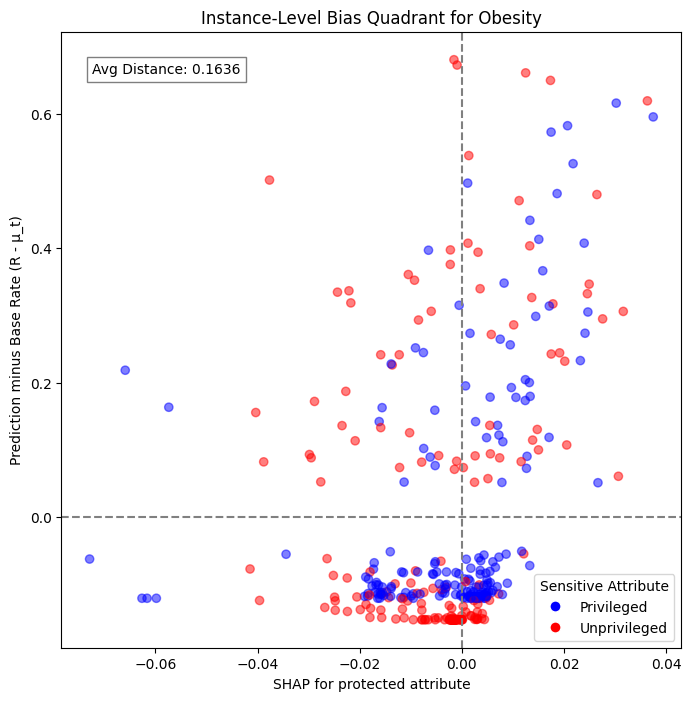 Instance-Level Bias Quadrant for Obesity
Avg Distance: 0.1636
Prediction minus Base Rate (R - μ_t)
0.6
0.4
0.2
0.0
Sensitive Attribute
Privileged
Unprivileged
−0.06
−0.04
−0.02
0.00
0.02
0.04
SHAP for protected attribute